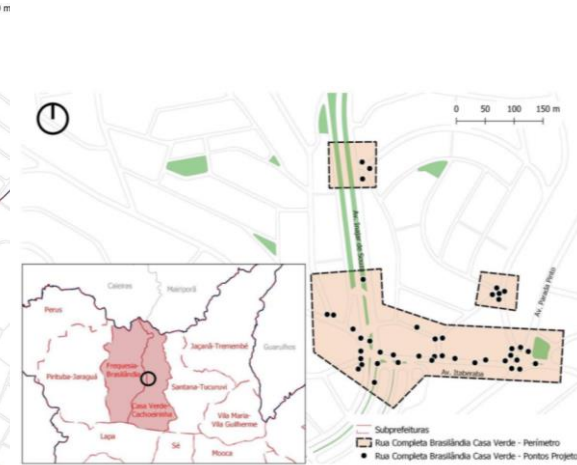 0 m
0 50 100 150 m
Av. Inajar de Souza
Av. Parada Pinto
Av. Itaberaba
Caieiras
Mairiporã
Perus
Jaçanã-Tremembé
Guarulhos
Freguesia-
Brasilândia
Pirituba-Jaraguá
Santana-Tucuruvi
Casa Verde-
Cachoeirinha
Vila Maria-
Vila Guilherme
Lapa
Sé
Mooca
Subprefeituras
Rua Completa Brasilândia Casa Verde - Perímetro
Rua Completa Brasilândia Casa Verde - Pontos Projeto